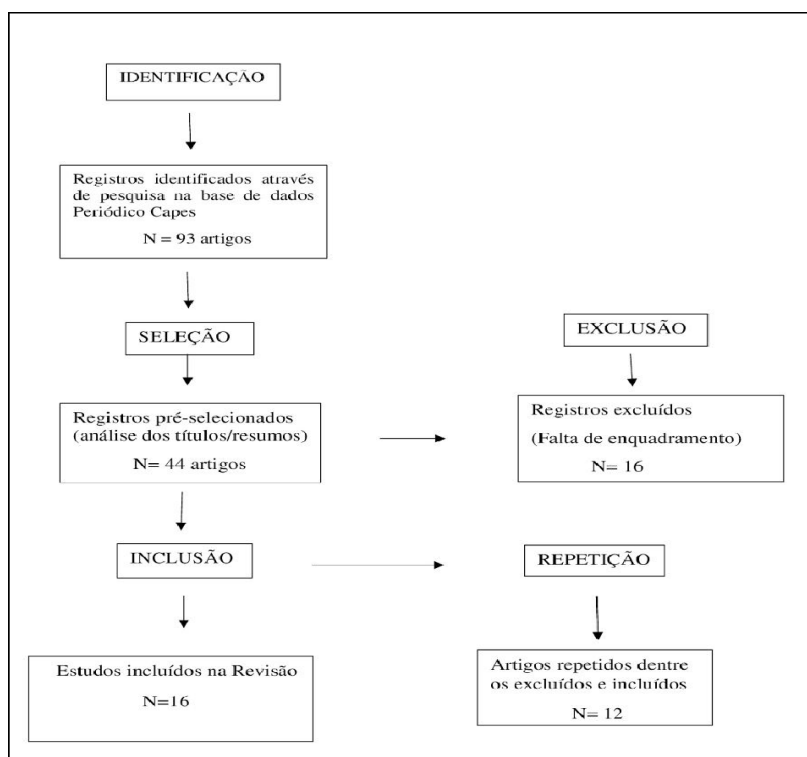 IDENTIFICAÇÃO
Registros identificados através
de pesquisa na base de dados
Periódico Capes
N = 93 artigos
SELEÇÃO
EXCLUSÃO
Registros pré-selecionados
(análise dos títulos/resumos)
N= 44 artigos
Registros excluídos
(Falta de enquadramento)
N= 16
INCLUSÃO
REPETIÇÃO
Estudos incluídos na Revisão
N=16
Artigos repetidos dentre
os excluídos e incluídos
N= 12